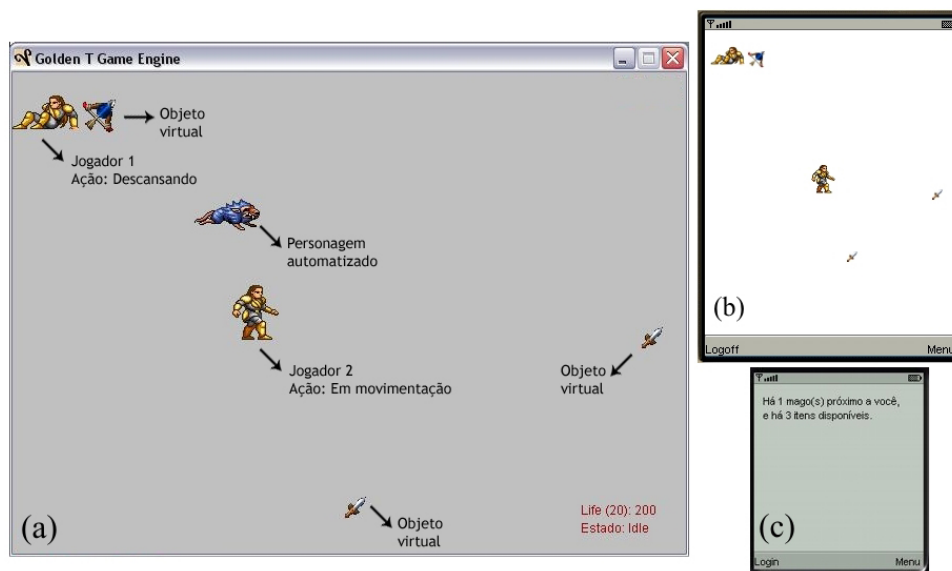 Golden T Game Engine
Objeto
virtual
Jogador 1
Ação: Descansando
Personagem
automatizado
Jogador 2
Ação: Em movimentação
Objeto
virtual
Objeto
virtual
Life (20): 200
Estado: Idle
(a)
(b)
Logoff
Menu
Há 1 mago(s) próximo a você,
e há 3 itens disponíveis.
(c)
Login
Menu